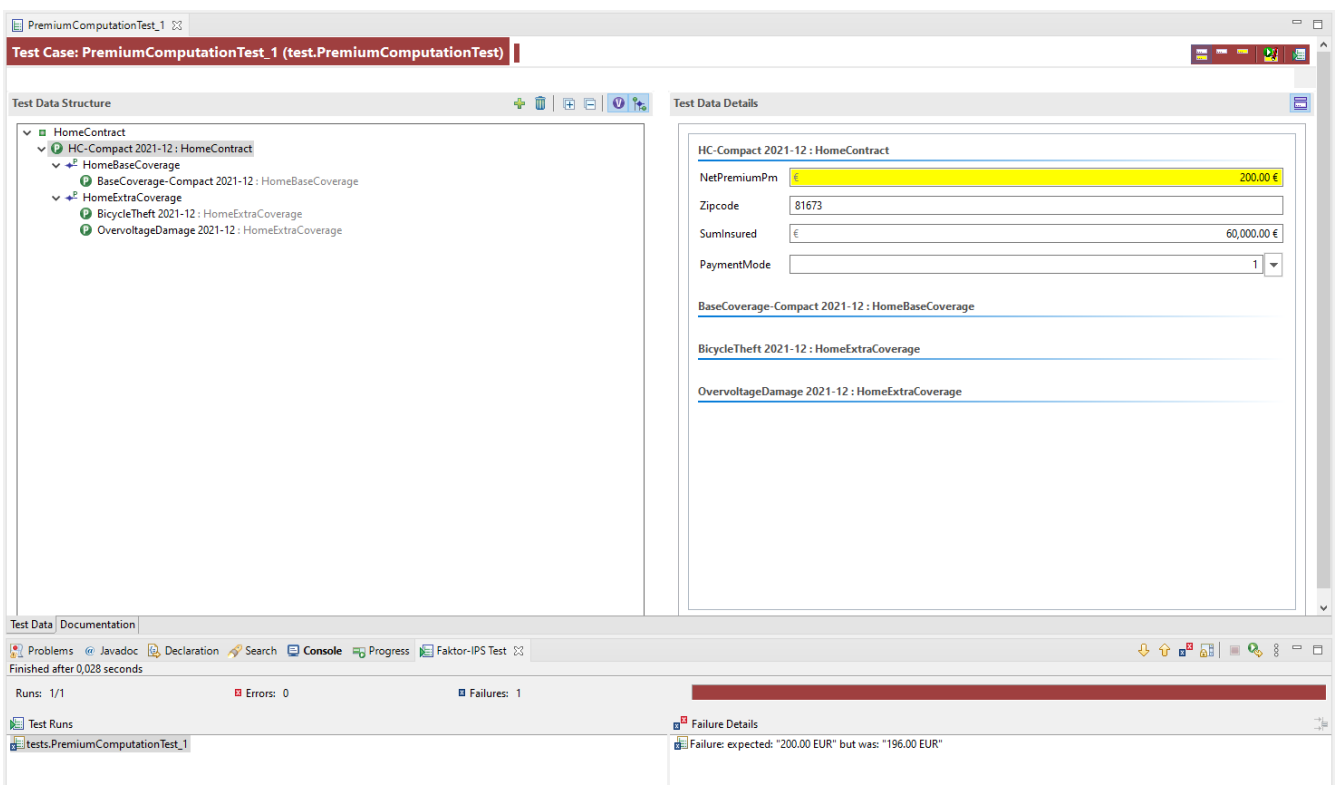 PremiumComputationTest_1
Test Case: PremiumComputationTest_1 (test.PremiumComputationTest)
Test Data Structure
HomeContract
HC-Compact 2021-12 : HomeContract
HomeBaseCoverage
BaseCoverage-Compact 2021-12 : HomeBaseCoverage
HomeExtraCoverage
BicycleTheft 2021-12 : HomeExtraCoverage
OvervoltageDamage 2021-12 : HomeExtraCoverage
Test Data Details
HC-Compact 2021-12 : HomeContract
NetPremiumPm € 200.00 €
Zipcode 81673
SumInsured € 60,000.00 €
PaymentMode 1
BaseCoverage-Compact 2021-12 : HomeBaseCoverage
BicycleTheft 2021-12 : HomeExtraCoverage
OvervoltageDamage 2021-12 : HomeExtraCoverage
Test Data Documentation
Problems @ Javadoc Declaration Search Console Progress Faktor-IPS Test
Finished after 0,028 seconds
Runs: 1/1 Errors: 0 Failures: 1
Test Runs
tests.PremiumComputationTest_1
Failure Details
Failure: expected: "200.00 EUR" but was: "196.00 EUR"